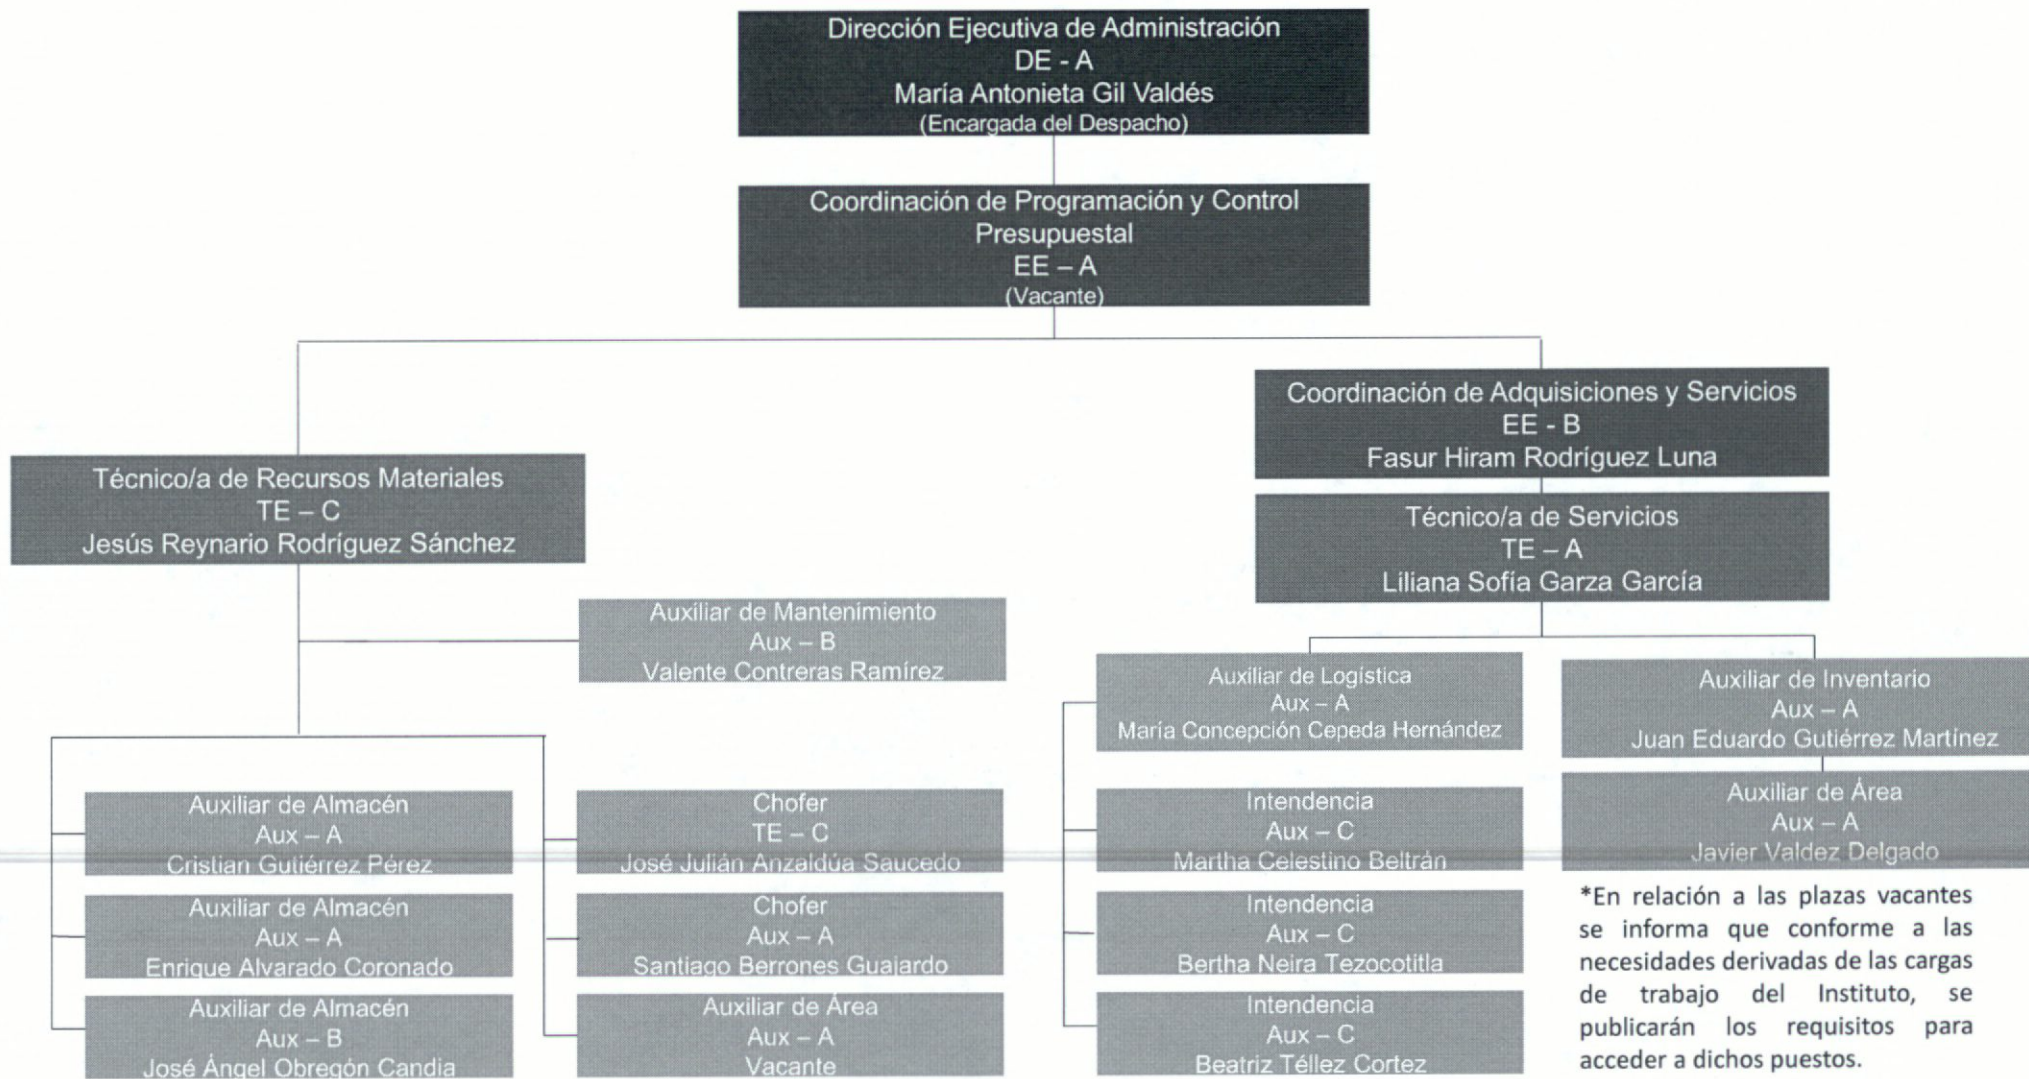 Dirección Ejecutiva de Administración
DE - A
María Antonieta Gil Valdés
(Encargada del Despacho)
Coordinación de Programación y Control
Presupuestal
EE – A
(Vacante)
Coordinación de Adquisiciones y Servicios
EE - B
Fasur Hiram Rodríguez Luna
Técnico/a de Recursos Materiales
TE – C
Jesús Reynario Rodríguez Sánchez
Técnico/a de Servicios
TE – A
Liliana Sofía Garza García
Auxiliar de Mantenimiento
Aux – B
Valente Contreras Ramírez
Auxiliar de Logística
Aux – A
María Concepción Cepeda Hernández
Auxiliar de Inventario
Aux – A
Juan Eduardo Gutiérrez Martínez
Auxiliar de Almacén
Aux – A
Cristian Gutiérrez Pérez
Chofer
TE – C
José Julián Anzaldúa Saucedo
Intendencia
Aux – C
Martha Celestino Beltrán
Auxiliar de Área
Aux – A
Javier Valdez Delgado
Auxiliar de Almacén
Aux – A
Enrique Alvarado Coronado
Chofer
Aux – A
Santiago Berrones Guajardo
Intendencia
Aux – C
Bertha Neira Tezocotitla
Auxiliar de Almacén
Aux – B
José Ángel Obregón Candia
Auxiliar de Área
Aux – A
Vacante
Intendencia
Aux – C
Beatriz Téllez Cortez
*En relación a las plazas vacantes
se informa que conforme a las
necesidades derivadas de las cargas
de trabajo del Instituto, se
publicarán los requisitos para
acceder a dichos puestos.